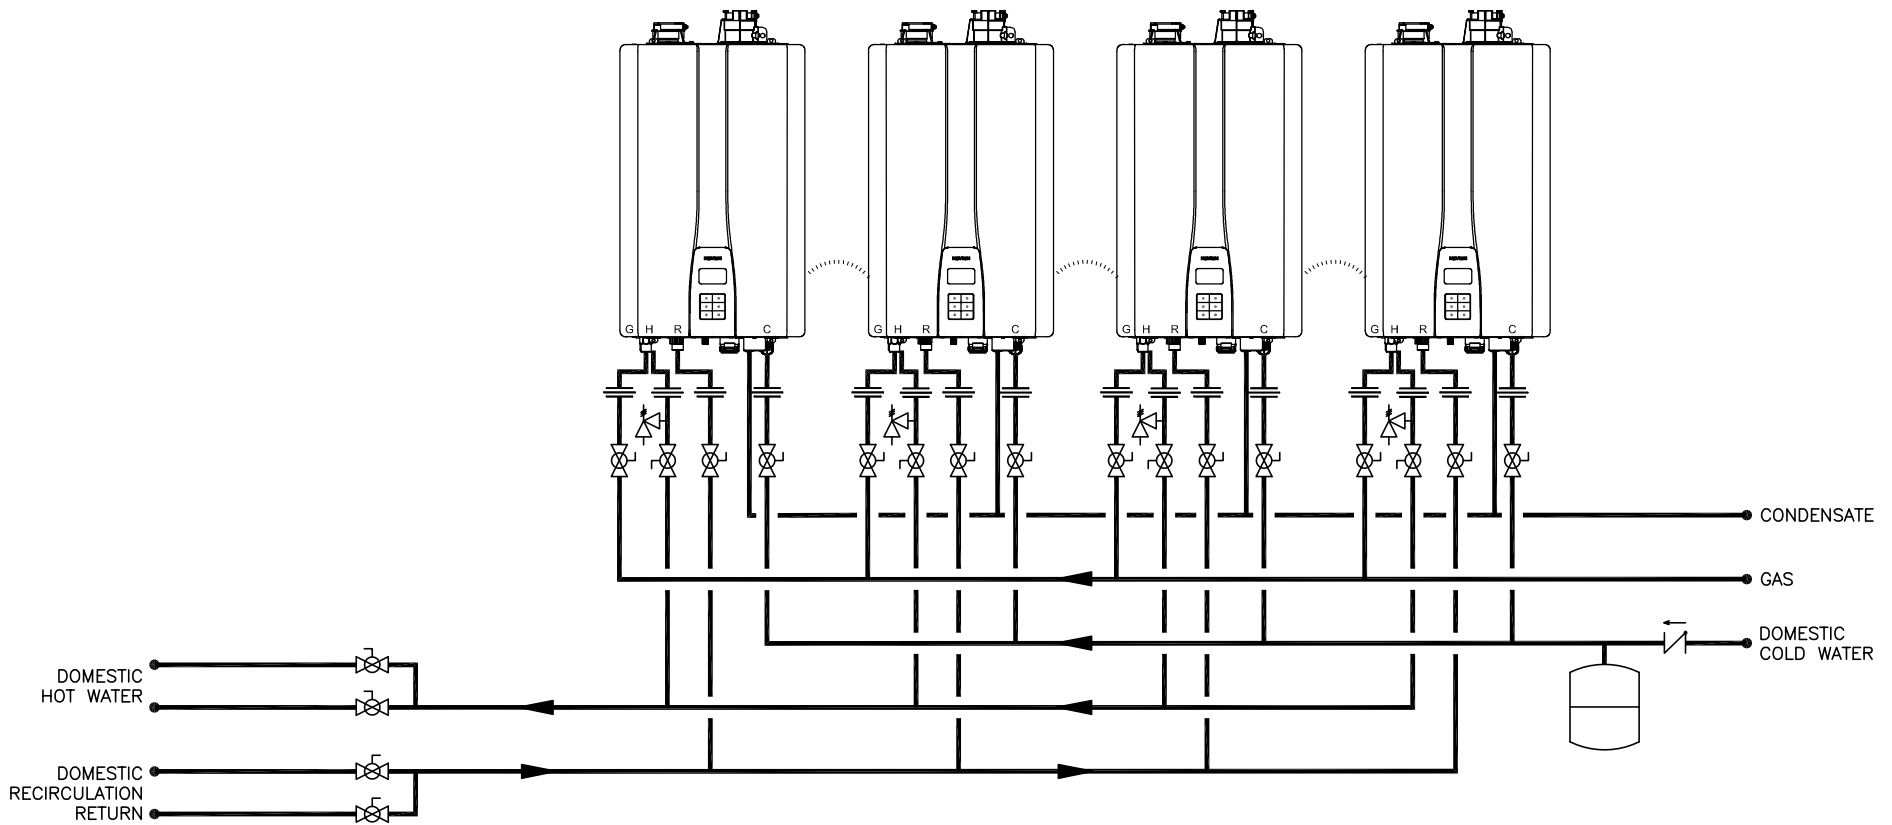 G H R C
G H R C
G H R C
G H R C
CONDENSATE
GAS
DOMESTIC
COLD WATER
DOMESTIC
HOT WATER
DOMESTIC
RECIRCULATION
RETURN